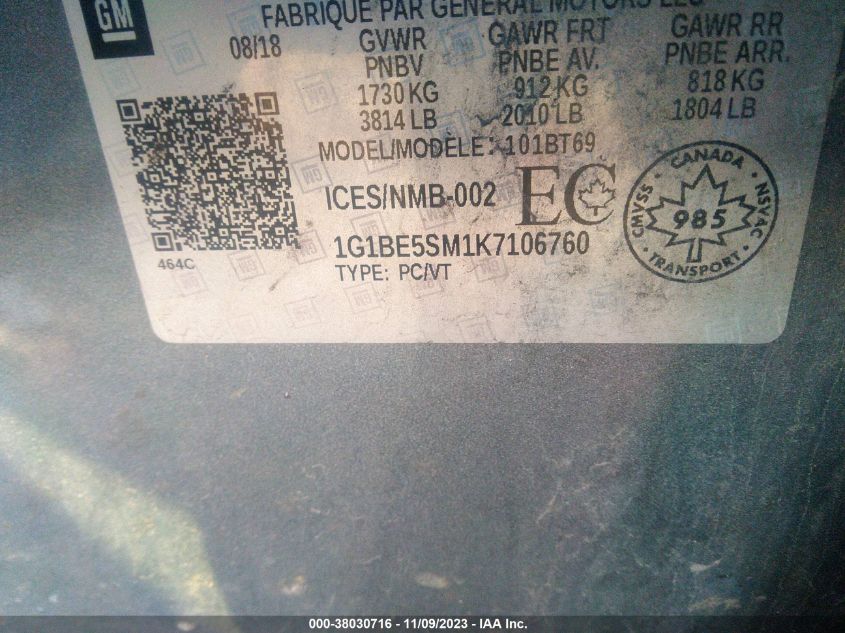 GM
FABRIQUE PAR GENERAL MOTORS LLC
08/18
GVWR
PNBV
1730 KG
3814 LB
GAWR FRT
PNBE AV.
912 KG
2010 LB
GAWR RR
PNBE ARR.
818 KG
1804 LB
MODEL/MODÈLE: 101BT69
ICES/NMB-002
EC
CANADA
CMVSS
985
NSVAC
TRANSPORT
464C
1G1BE5SM1K7106760
TYPE: PC/VT
000-38030716 - 11/09/2023 - IAA Inc.